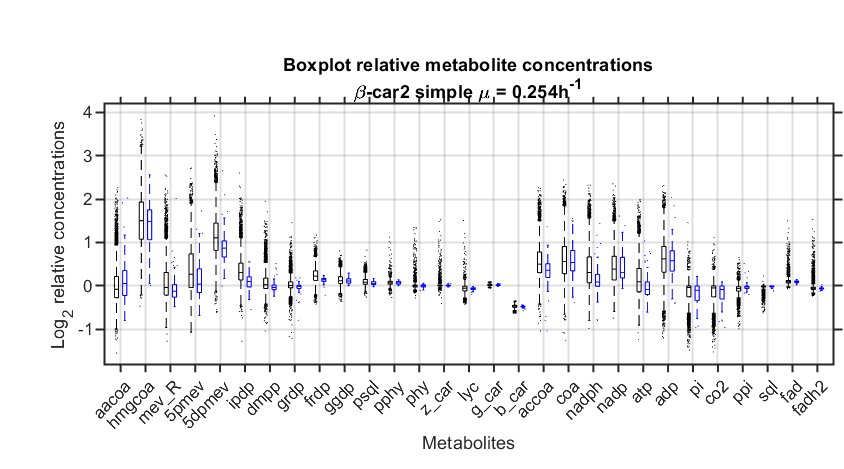 Boxplot relative metabolite concentrations
β-car2 simple μ = 0.254h⁻¹
Log₂ relative concentrations
4
3
2
1
0
-1
aacoa
hmgcoa
mev_R
5pmev
5dpmev
ipdp
dmpp
grdp
frdp
ggdp
psql
pphy
phy
z_car
lyc
g_car
b_car
accoa
coa
nadph
nadp
atp
adp
pi
co2
ppi
sql
fad
fadh2
Metabolites